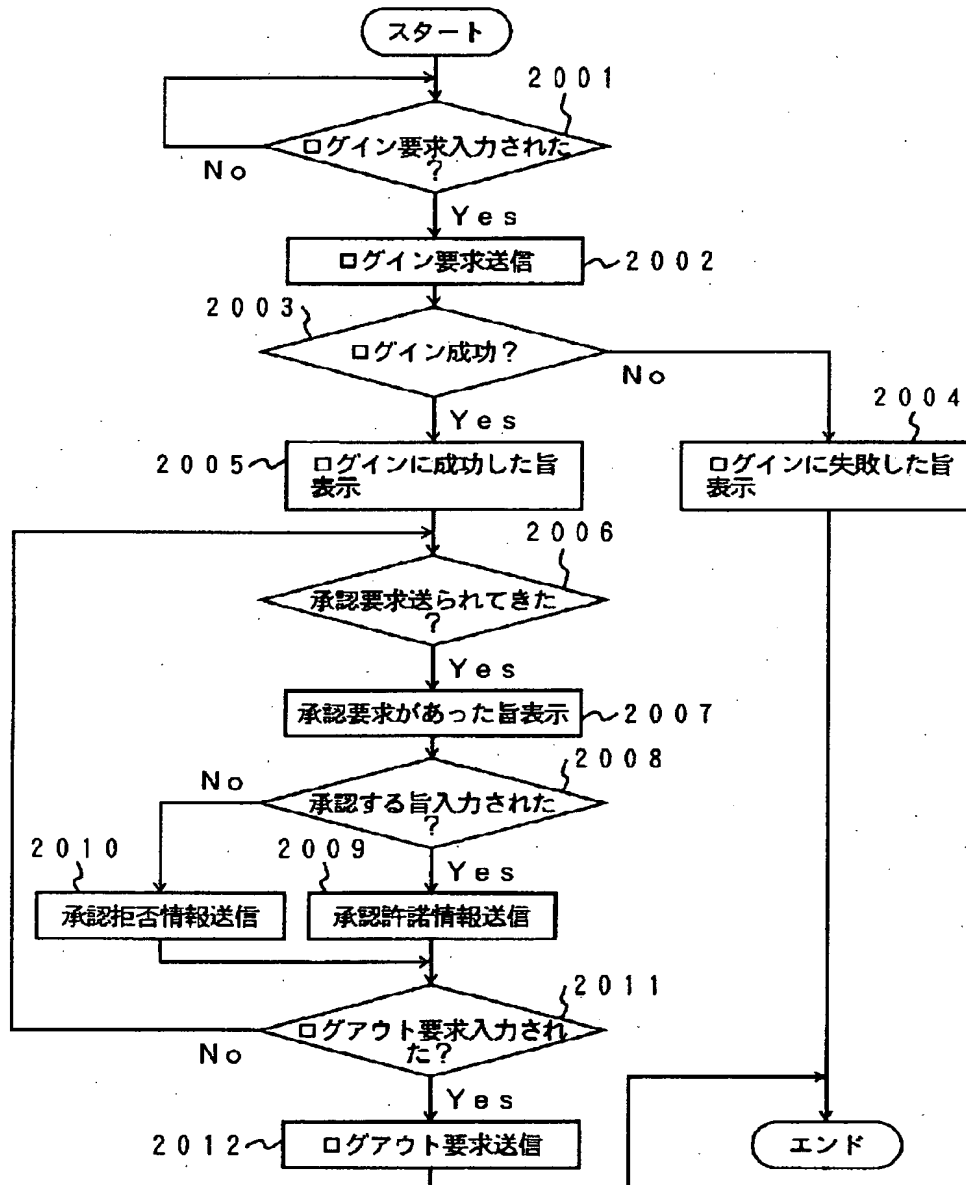 スタート
2001
ログイン要求入力された
?
No
Yes
ログイン要求送信
2002
2003
ログイン成功?
No
Yes
2004
2005
ログインに成功した旨
表示
ログインに失敗した旨
表示
2006
承認要求送られてきた
?
Yes
承認要求があった旨表示
2007
2008
No
承認する旨入力された
?
2010
2009
Yes
承認拒否情報送信
承認許諾情報送信
2011
ログアウト要求入力され
た?
No
Yes
2012
ログアウト要求送信
エンド